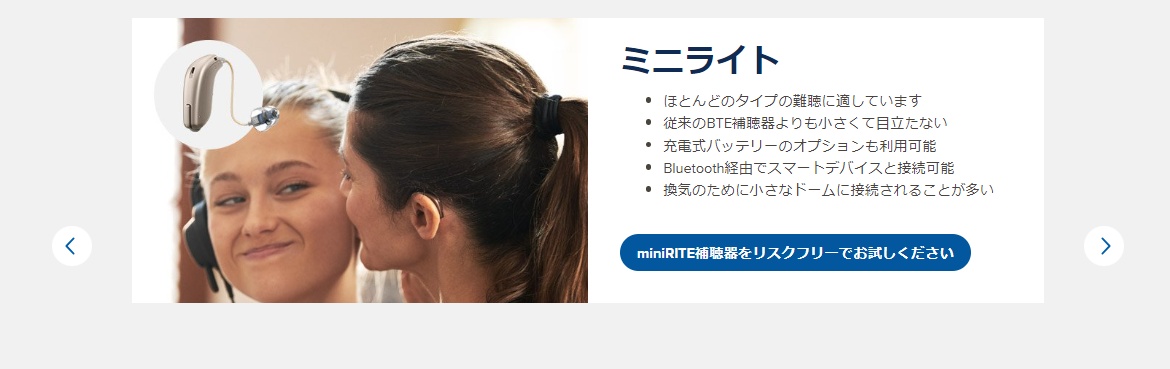 ミニライト
ほとんどのタイプの難聴に適しています
従来のBTE補聴器よりも小さくて目立たない
充電式バッテリーのオプションも利用可能
Bluetooth経由でスマートデバイスと接続可能
換気のために小さなドームに接続されることが多い
miniRITE補聴器をリスクフリーでお試しください